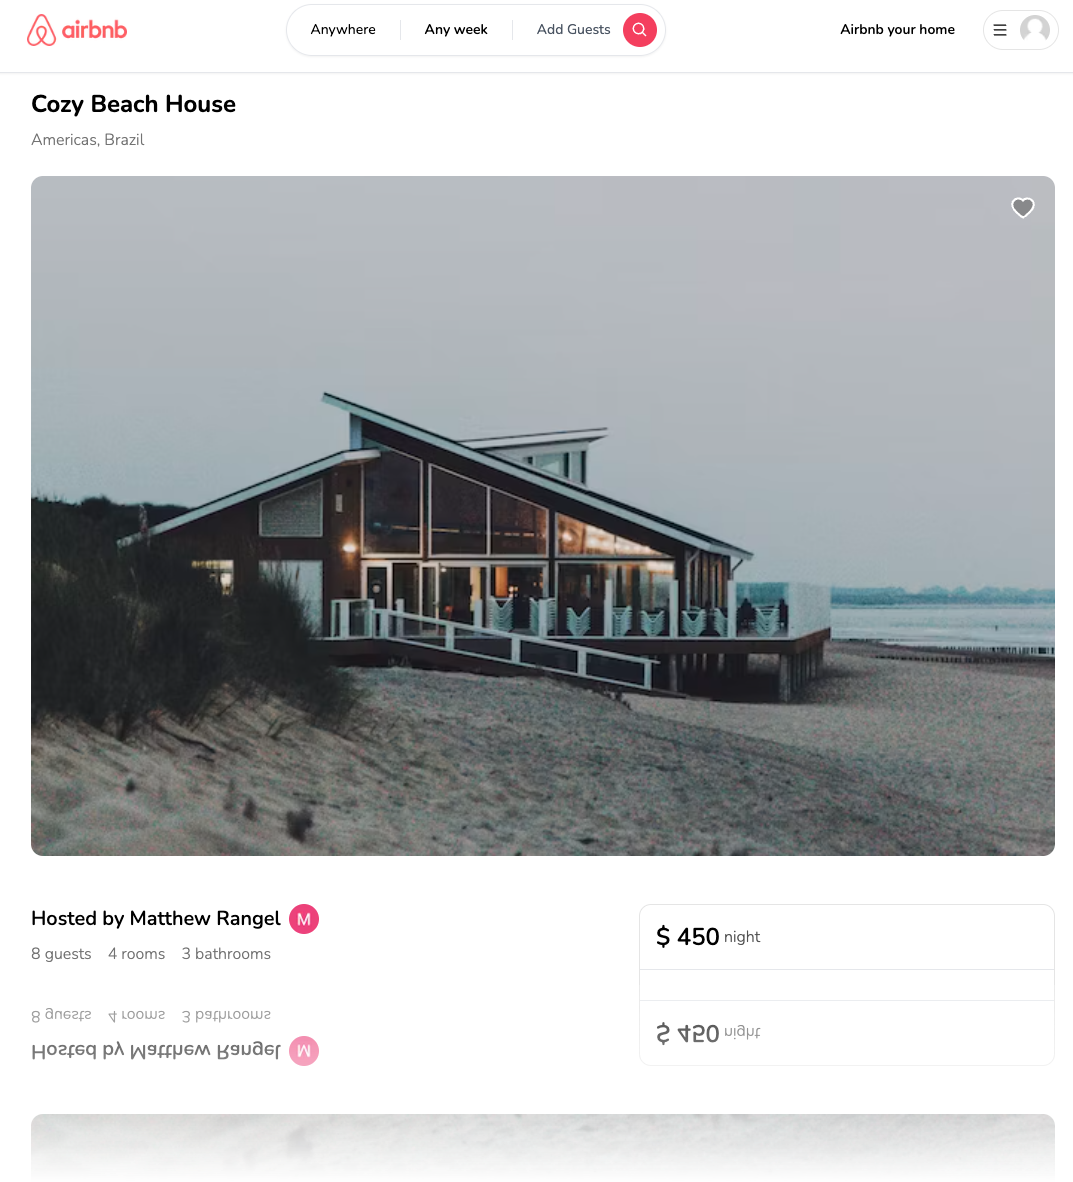 airbnb Anywhere Any week Add Guests Airbnb your home
Cozy Beach House
Americas, Brazil
Hosted by Matthew Rangel M
$ 450 night
8 guests 4 rooms 3 bathrooms
8 guests 4 rooms 3 bathrooms
$ 450 night
Hosted by Matthew Rangel M